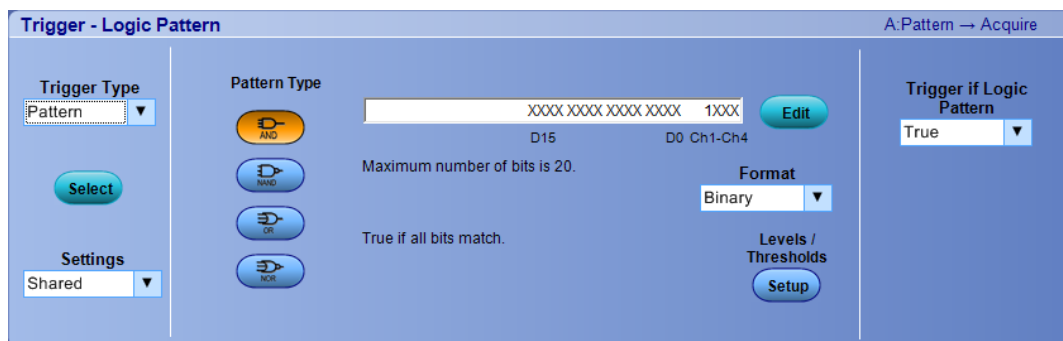 Trigger - Logic Pattern
A:Pattern → Acquire
Trigger Type
Pattern
Select
Settings
Shared
Pattern Type
AND
NAND
OR
NOR
XXXX XXXX XXXX XXXX 1XXX
D15 D0 Ch1-Ch4
Edit
Maximum number of bits is 20.
Format
Binary
True if all bits match.
Levels /
Thresholds
Setup
Trigger if Logic
Pattern
True